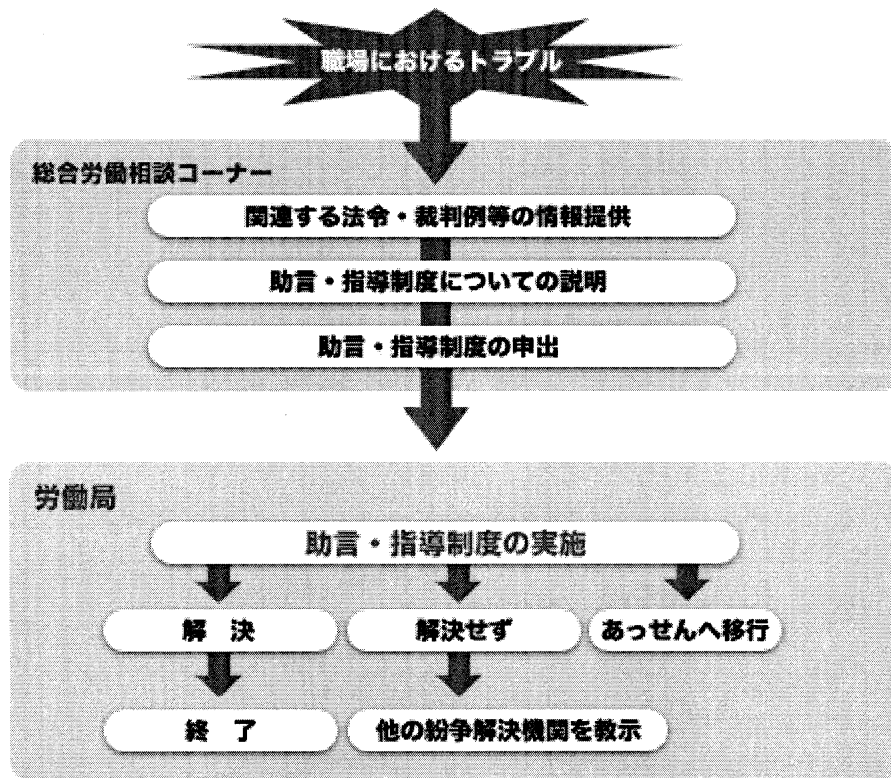 職場におけるトラブル
総合労働相談コーナー
関連する法令・裁判例等の情報提供
助言・指導制度についての説明
助言・指導制度の申出
労働局
助言・指導制度の実施
解 決
解決せず
あっせんへ移行
終 了
他の紛争解決機関を教示